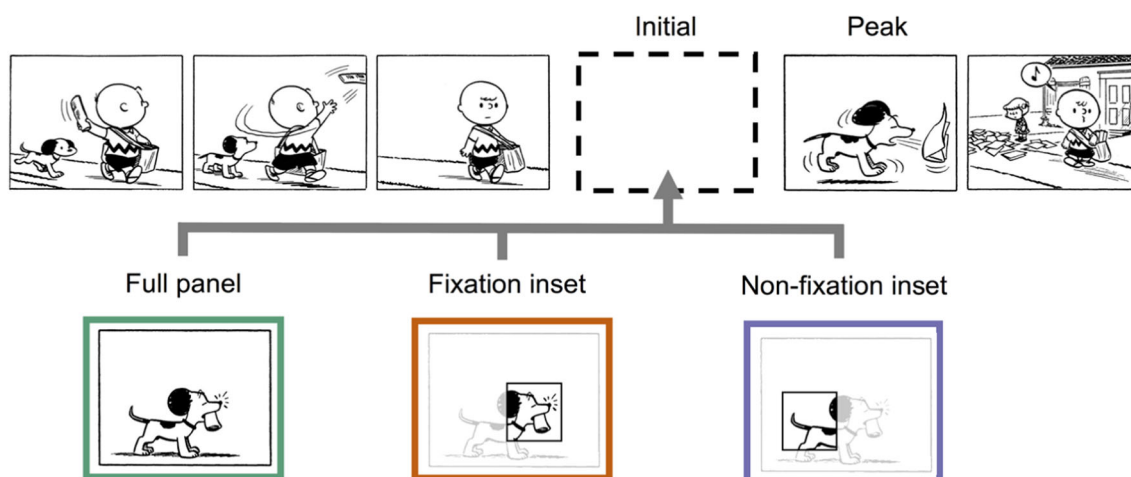 Initial
Peak
Full panel
Fixation inset
Non-fixation inset